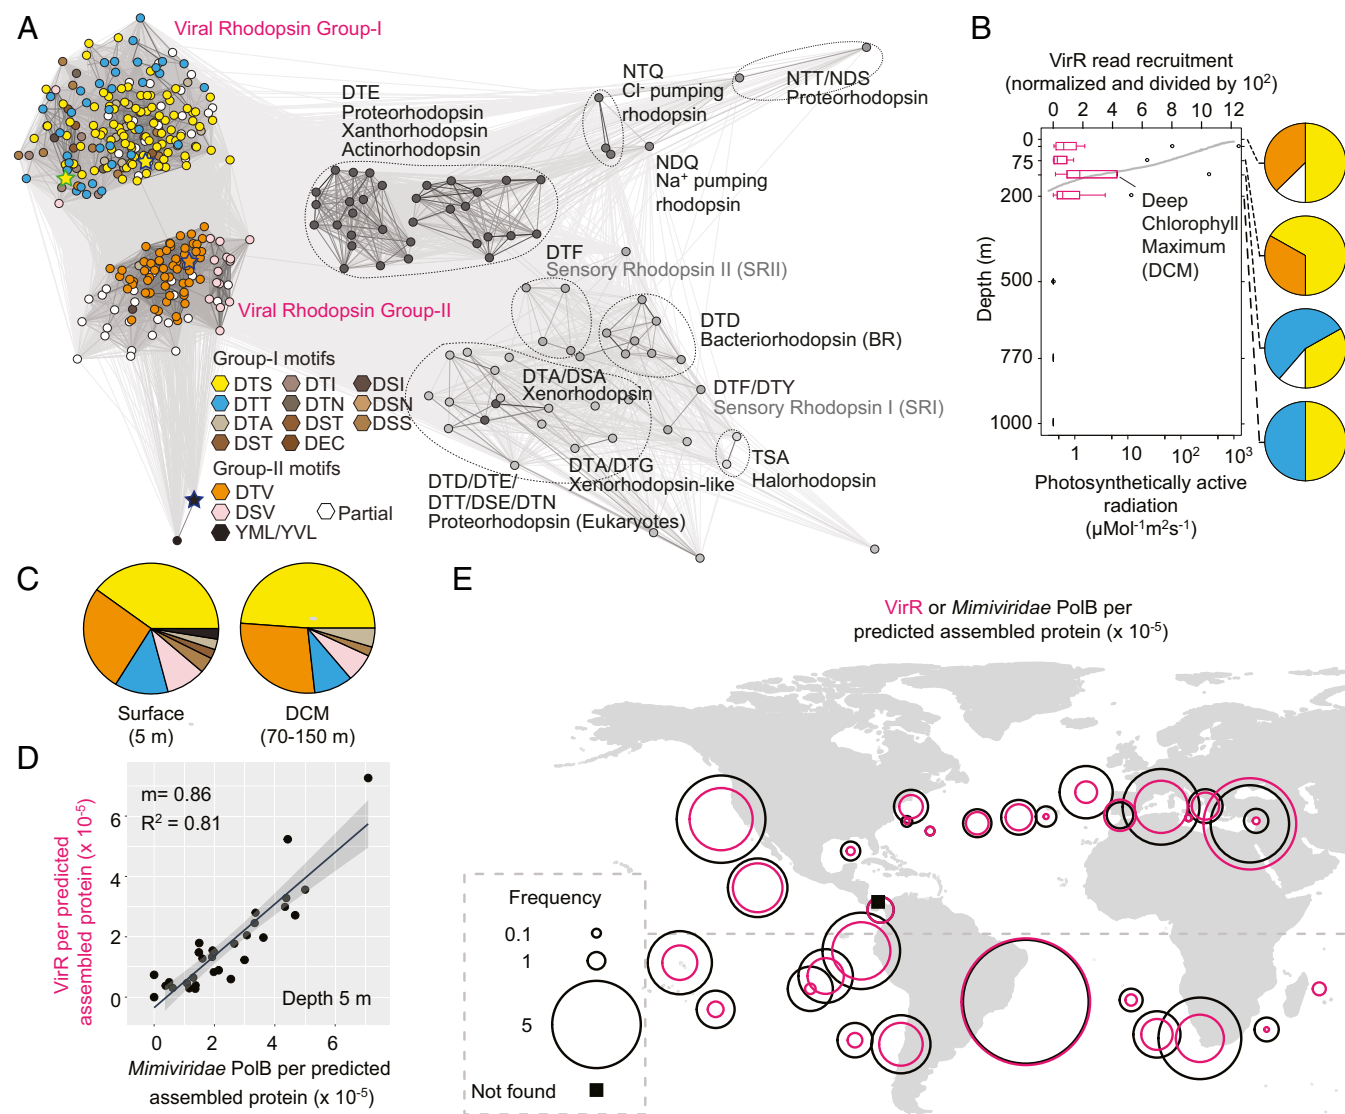 A
Viral Rhodopsin Group-I
DTE
Proteorhodopsin
Xanthorhodopsin
Actinorhodopsin
NTQ
Cl- pumping
rhodopsin
NTT/NDS
Proteorhodopsin
NDQ
Na+ pumping
rhodopsin
DTF
Sensory Rhodopsin II (SRII)
Viral Rhodopsin Group-II
DTD
Bacteriorhodopsin (BR)
DTA/DSA
Xenorhodopsin
DTF/DTY
Sensory Rhodopsin I (SRI)
DTA/DTG
Xenorhodopsin-like
TSA
Halorhodopsin
DTD/DTE/
DTT/DSE/DTN
Proteorhodopsin (Eukaryotes)
Group-I motifs
DTS DTI DSI
DTT DTN DSN
DTA DST DSS
DST DEC
Group-II motifs
DTV
DSV Partial
YML/YVL
B
VirR read recruitment
(normalized and divided by 10²)
0 2 4 6 8 10 12
0
75
200
500
770
1000
Depth (m)
Deep
Chlorophyll
Maximum
(DCM)
1 10 10² 10³
Photosynthetically active
radiation
(µMol-1m2s-1)
C
Surface
(5 m)
DCM
(70-150 m)
D
m= 0.86
R² = 0.81
6
4
2
0
VirR per predicted
assembled protein (x 10-5)
Depth 5 m
0 2 4 6
Mimiviridae PolB per predicted
assembled protein (x 10-5)
E
VirR or Mimiviridae PolB per
predicted assembled protein (x 10-5)
Frequency
0.1
1
5
Not found